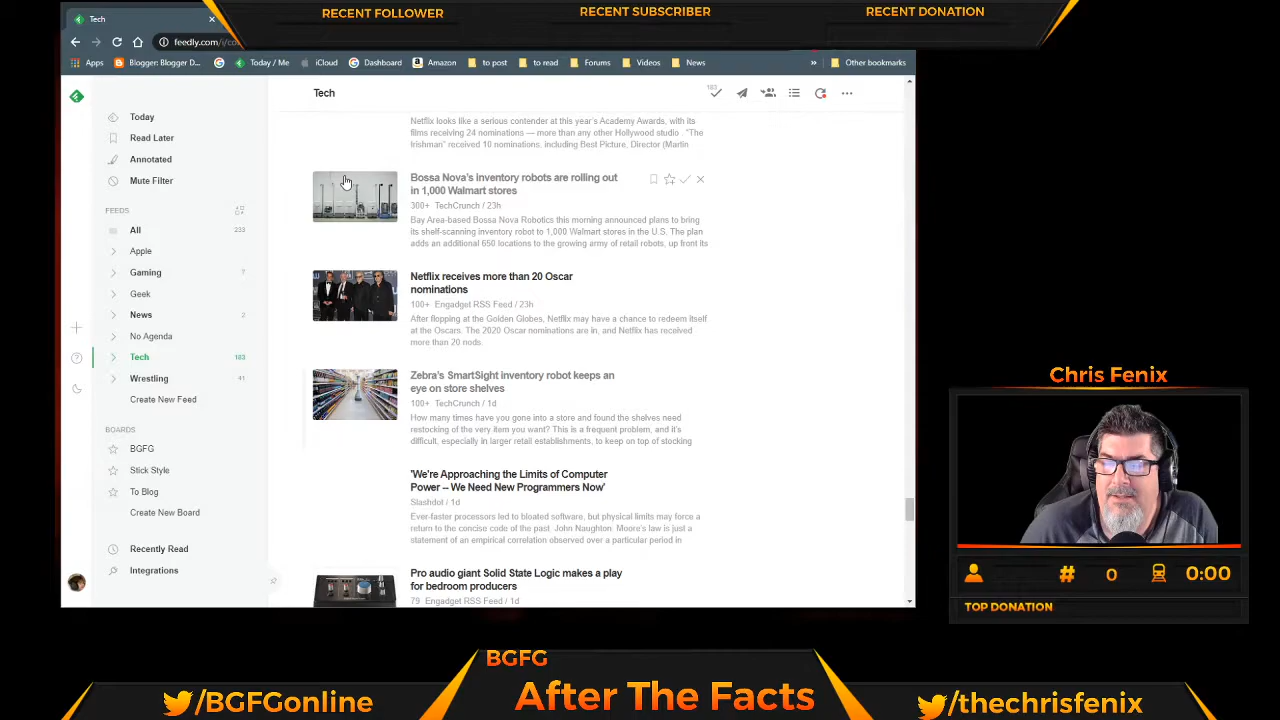 RECENT FOLLOWER
RECENT SUBSCRIBER
RECENT DONATION
Tech
feedly.com/i/co
Apps
Blogger: Blogger D...
Today / Me
iCloud
Dashboard
Amazon
to post
to read
Forums
Videos
News
»
Other bookmarks
Today
Read Later
Annotated
Mute Filter
FEEDS
All 233
Apple
Gaming 7
Geek
News 2
No Agenda
Tech 183
Wrestling 41
Create New Feed
BOARDS
BGFG
Stick Style
To Blog
Create New Board
Recently Read
Integrations
Tech
183
Netflix looks like a serious contender at this year's Academy Awards, with its
films receiving 24 nominations — more than any other Hollywood studio . "The
Irishman" received 10 nominations, including Best Picture, Director (Martin
Bossa Nova's inventory robots are rolling out
in 1,000 Walmart stores
300+ TechCrunch / 23h
Bay Area-based Bossa Nova Robotics this morning announced plans to bring
its shelf-scanning inventory robot to 1,000 Walmart stores in the U.S. The plan
adds an additional 650 locations to the growing army of retail robots, up front its
Netflix receives more than 20 Oscar
nominations
100+ Engadget RSS Feed / 23h
After flopping at the Golden Globes, Netflix may have a chance to redeem itself
at the Oscars. The 2020 Oscar nominations are in, and Netflix has received
more than 20 nods.
Zebra's SmartSight inventory robot keeps an
eye on store shelves
100+ TechCrunch / 1d
How many times have you gone into a store and found the shelves need
restocking of the very item you want? This is a frequent problem, and it's
difficult, especially in larger retail establishments, to keep on top of stocking
'We're Approaching the Limits of Computer
Power -- We Need New Programmers Now'
Slashdot / 1d
Ever-faster processors led to bloated software, but physical limits may force a
return to the concise code of the past. John Naughton: Moore's law is just a
statement of an empirical correlation observed over a particular period in
Pro audio giant Solid State Logic makes a play
for bedroom producers
79 Engadget RSS Feed / 1d
Chris Fenix
# 0 0:00
TOP DONATION
BGFG
After The Facts
/BGFGonline
/thechrisfenix